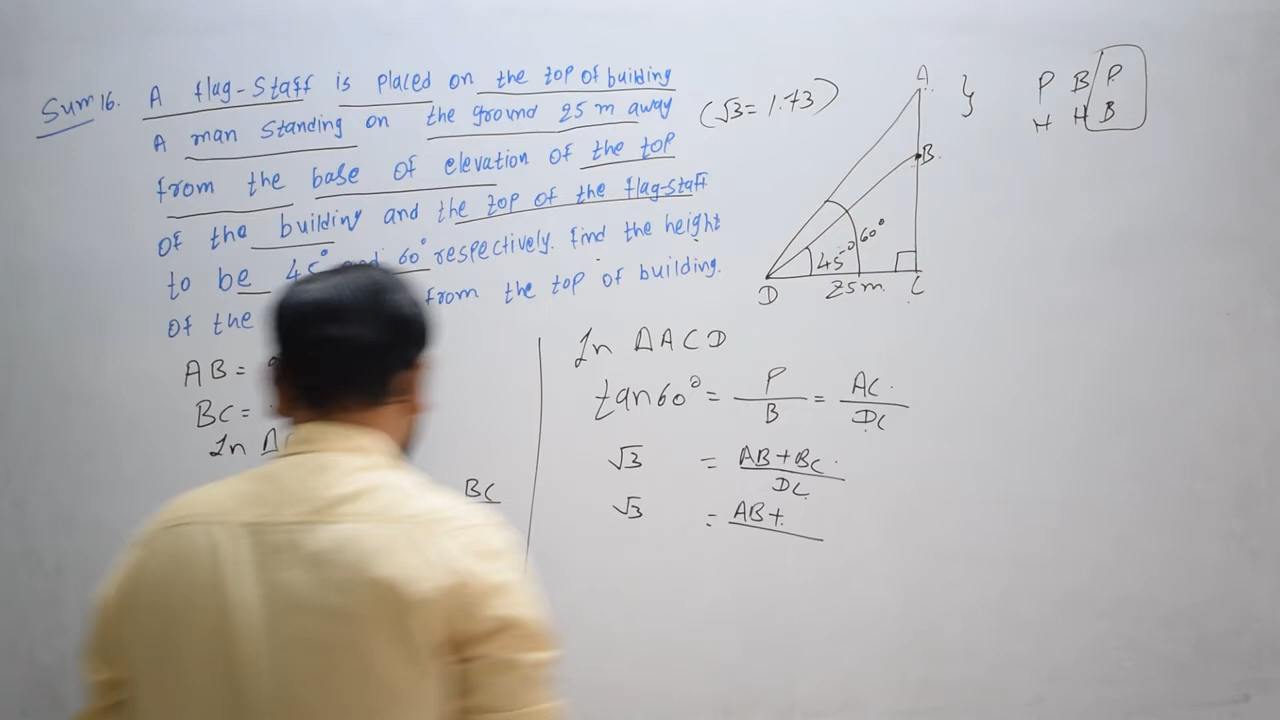 Sum 16. A flag-staff is placed on the top of building
A man standing on the ground 25 m away
from the base of elevation of the top
of the building and the top of the flag-staff
to be 45° and 60° respectively. find the height
of the from the top of building.
(√3 = 1.73)
A
B
D
C
45°
60°
25m
P B P
H H B
AB =
BC =
In Δ
BC
In ΔACD
tan60° = P/B = AC/DC
√3 = AB + BC/DC
√3 = AB +